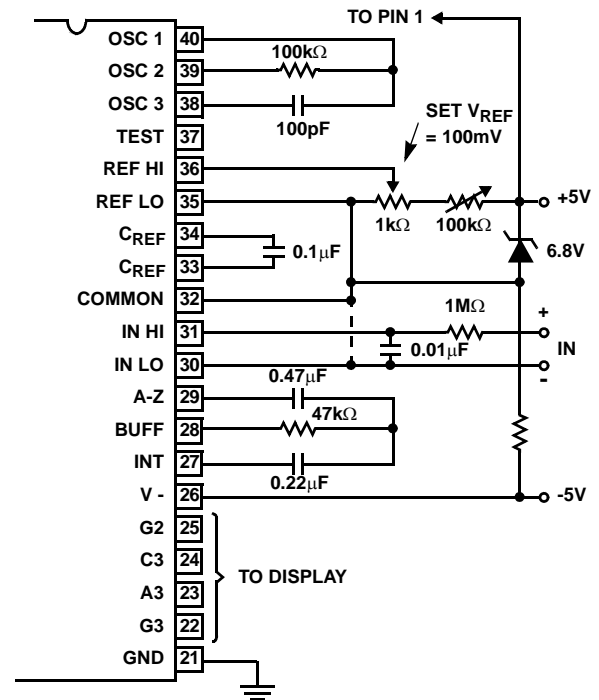 TO PIN 1
OSC 1 40
100kΩ
OSC 2 39
OSC 3 38
100pF
SET VREF
= 100mV
TEST 37
REF HI 36
REF LO 35
+5V
1kΩ 100kΩ
CREF 34
0.1µF
6.8V
CREF 33
COMMON 32
1MΩ
+
IN HI 31
IN
0.01µF
IN LO 30
-
0.47µF
A-Z 29
47kΩ
BUFF 28
INT 27
0.22µF
V - 26
-5V
G2 25
C3 24
TO DISPLAY
A3 23
G3 22
GND 21